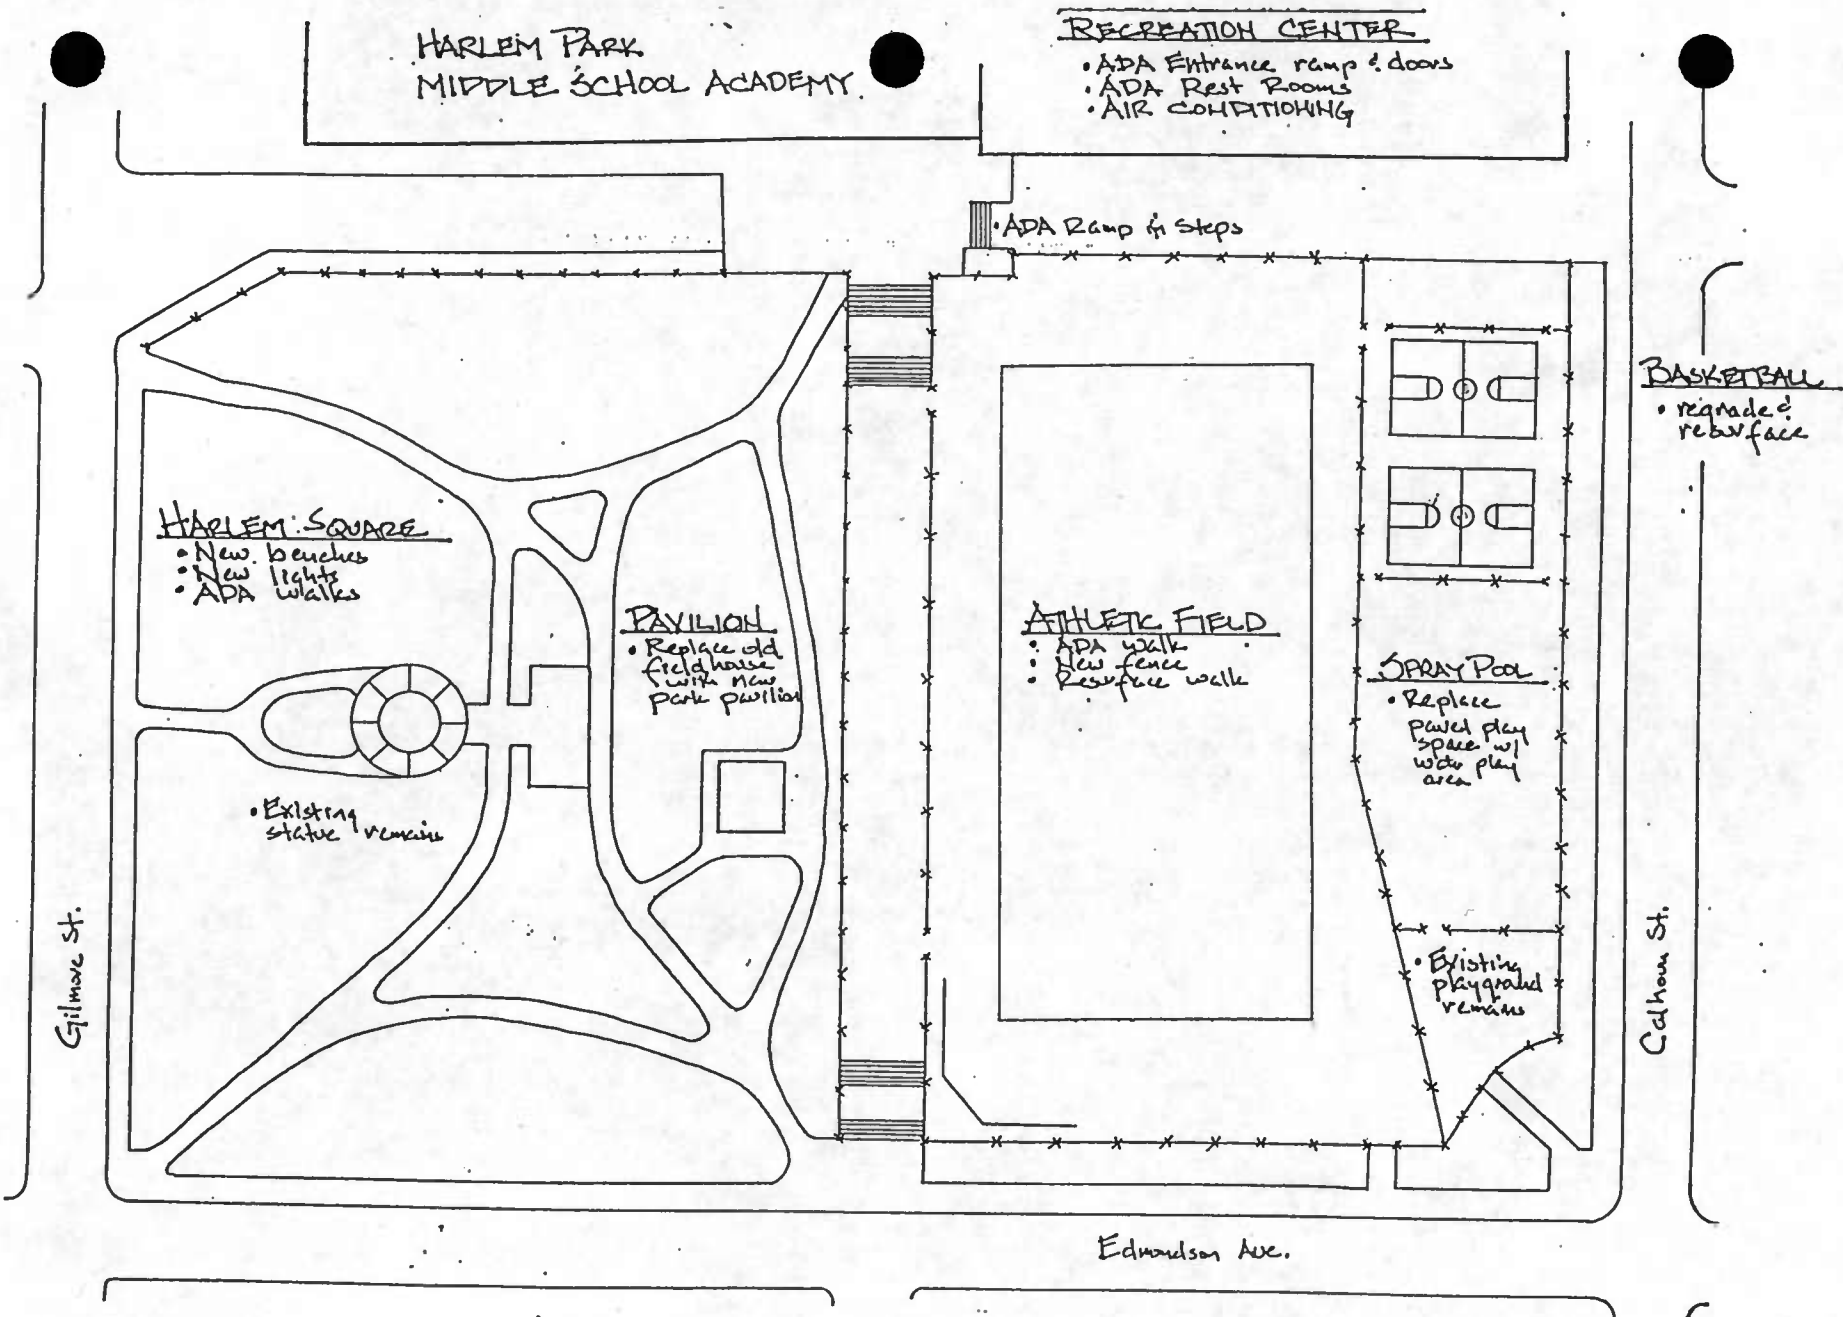 HARLEM PARK
MIDDLE SCHOOL ACADEMY
RECREATION CENTER
• ADA Entrance ramp & doors
• ADA Rest Rooms
• AIR CONDITIONING
• ADA Ramp & Steps
BASKETBALL
• regrade &
resurface
HARLEM SQUARE
• New benches
• New lights
• ADA walks
PAVILION
• Replace old
fieldhouse
with new
park pavilion
ATHLETIC FIELD
• ADA walk
• New fence
• Resurface walk
SPRAY POOL
• Replace
paved play
space w/
water play
area
• Existing
statue remains
• Existing
playground
remains
Gilmore St.
Calhoun St.
Edmondson Ave.